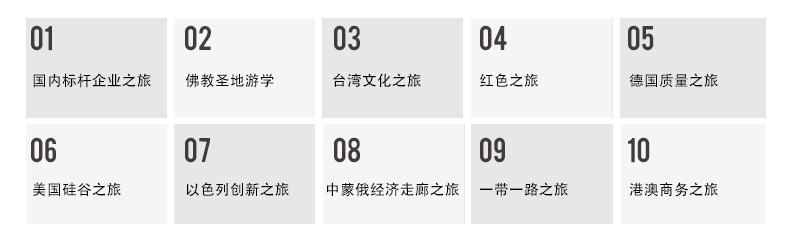 01
国内标杆企业之旅
02
佛教圣地游学
03
台湾文化之旅
04
红色之旅
05
德国质量之旅
06
美国硅谷之旅
07
以色列创新之旅
08
中蒙俄经济走廊之旅
09
一带一路之旅
10
港澳商务之旅